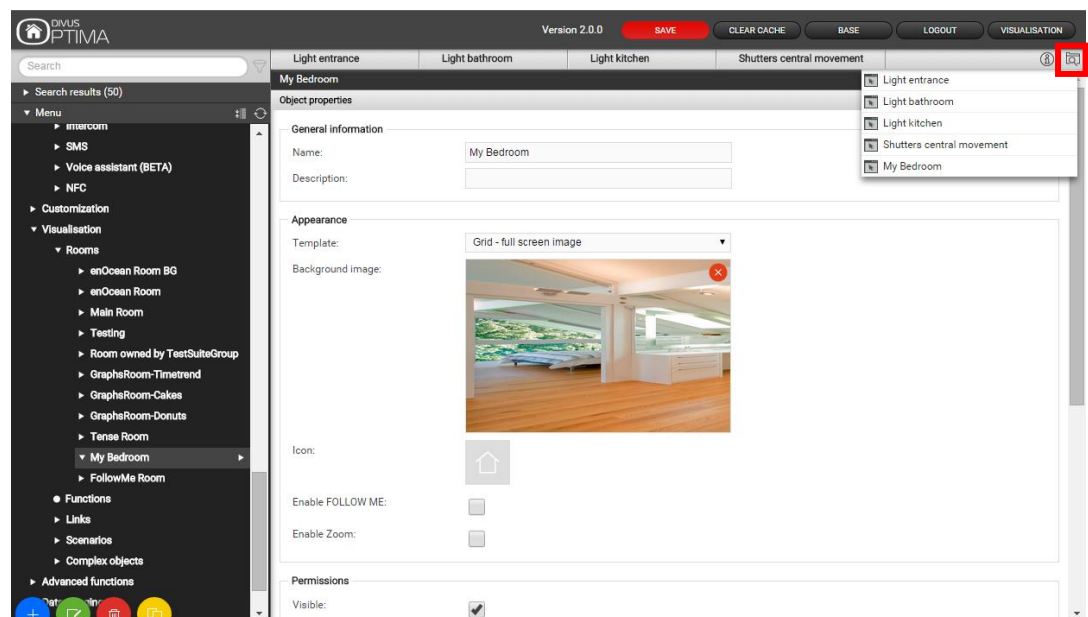 DIVUS
OPTIMA
Version 2.0.0
SAVE
CLEAR CACHE
BASE
LOGOUT
VISUALISATION
Search
Light entrance
Light bathroom
Light kitchen
Shutters central movement
Search results (50)
Menu
Intercom
SMS
Voice assistant (BETA)
NFC
Customization
Visualisation
Rooms
enOcean Room BG
enOcean Room
Main Room
Testing
Room owned by TestSuiteGroup
GraphsRoom-Timetrend
GraphsRoom-Cakes
GraphsRoom-Donuts
Tense Room
My Bedroom
FollowMe Room
Functions
Links
Scenarios
Complex objects
Advanced functions
My Bedroom
Object properties
General information
Name:
My Bedroom
Description:
Appearance
Template:
Grid - full screen image
Background image:
Icon:
Enable FOLLOW ME:
Enable Zoom:
Permissions
Visible:
Light entrance
Light bathroom
Light kitchen
Shutters central movement
My Bedroom